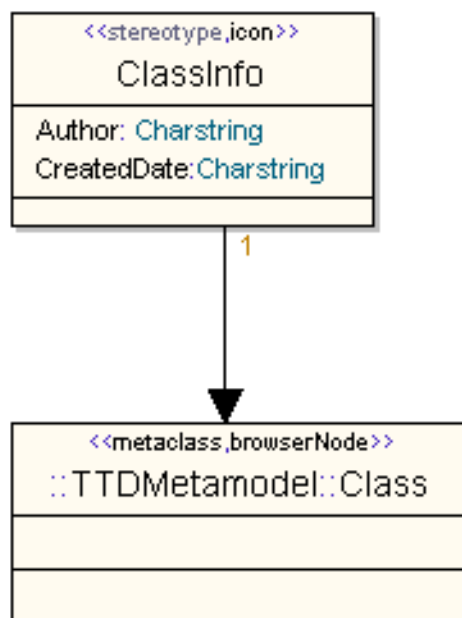 <<stereotype,icon>>
ClassInfo
Author: Charstring
CreatedDate:Charstring
1
<<metaclass,browserNode>>
::TTDMetamodel::Class